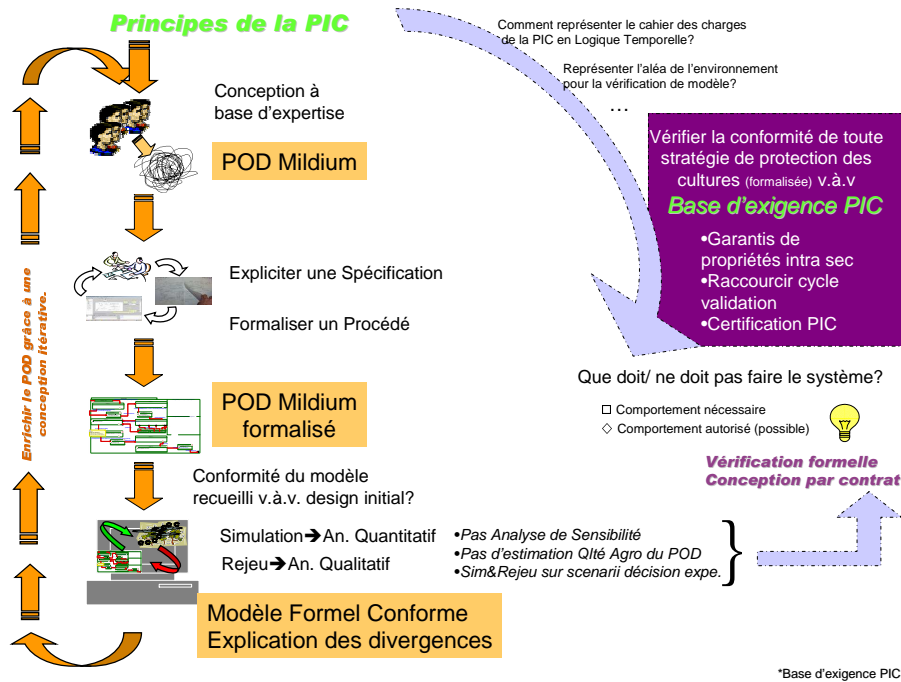 Principes de la PIC
Comment représenter le cahier des charges
de la PIC en Logique Temporelle?
Représenter l'aléa de l'environnement
pour la vérification de modèle?
…
Conception à
base d'expertise
POD Mildium
Vérifier la conformité de toute
stratégie de protection des
cultures (formalisée) v.à.v
Base d'exigence PIC
•Garantis de
propriétés intra sec
•Raccourcir cycle
validation
•Certification PIC
Expliciter une Spécification
Formaliser un Procédé
Enrichir le POD grâce à une
conception itérative.
POD Mildium
formalisé
Que doit/ ne doit pas faire le système?
□ Comportement nécessaire
◇ Comportement autorisé (possible)
Vérification formelle
Conception par contrat
Conformité du modèle
recueilli v.à.v. design initial?
Simulation➔An. Quantitatif
Rejeu➔An. Qualitatif
•Pas Analyse de Sensibilité
•Pas d'estimation Qlté Agro du POD
•Sim&Rejeu sur scenarii décision expe.
Modèle Formel Conforme
Explication des divergences
*Base d'exigence PIC